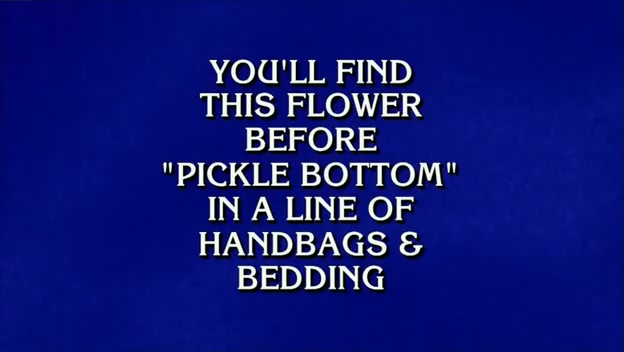 YOU'LL FIND
THIS FLOWER
BEFORE
"PICKLE BOTTOM"
IN A LINE OF
HANDBAGS &
BEDDING